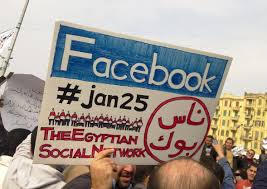 Facebook
#jan25
ناس
بوك
THE EGYPTIAN
SOCIAL NETWORK